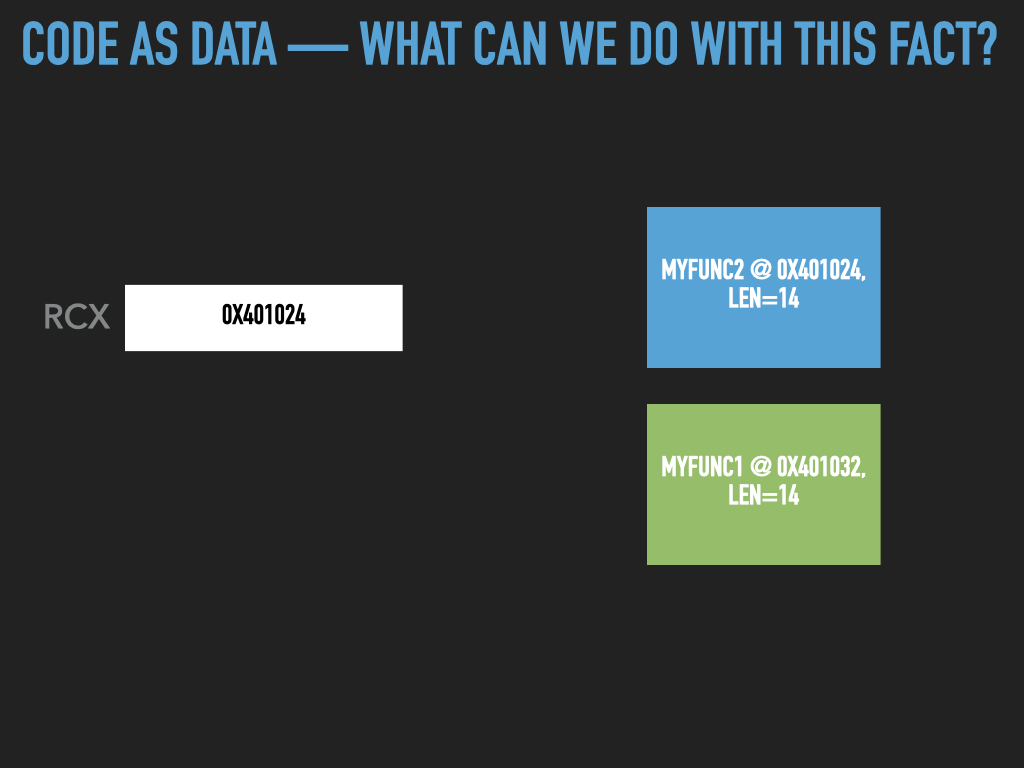 CODE AS DATA — WHAT CAN WE DO WITH THIS FACT?
MYFUNC2 @ 0X401024,
LEN=14
RCX
0X401024
MYFUNC1 @ 0X401032,
LEN=14